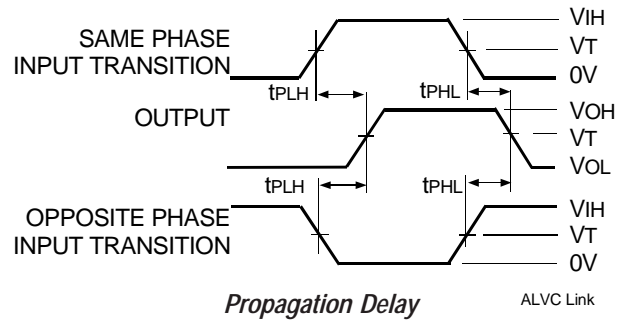 SAME PHASE
INPUT TRANSITION
VIH
VT
0V
tPLH
tPHL
OUTPUT
VOH
VT
VOL
tPLH
tPHL
OPPOSITE PHASE
INPUT TRANSITION
VIH
VT
0V
Propagation Delay
ALVC Link